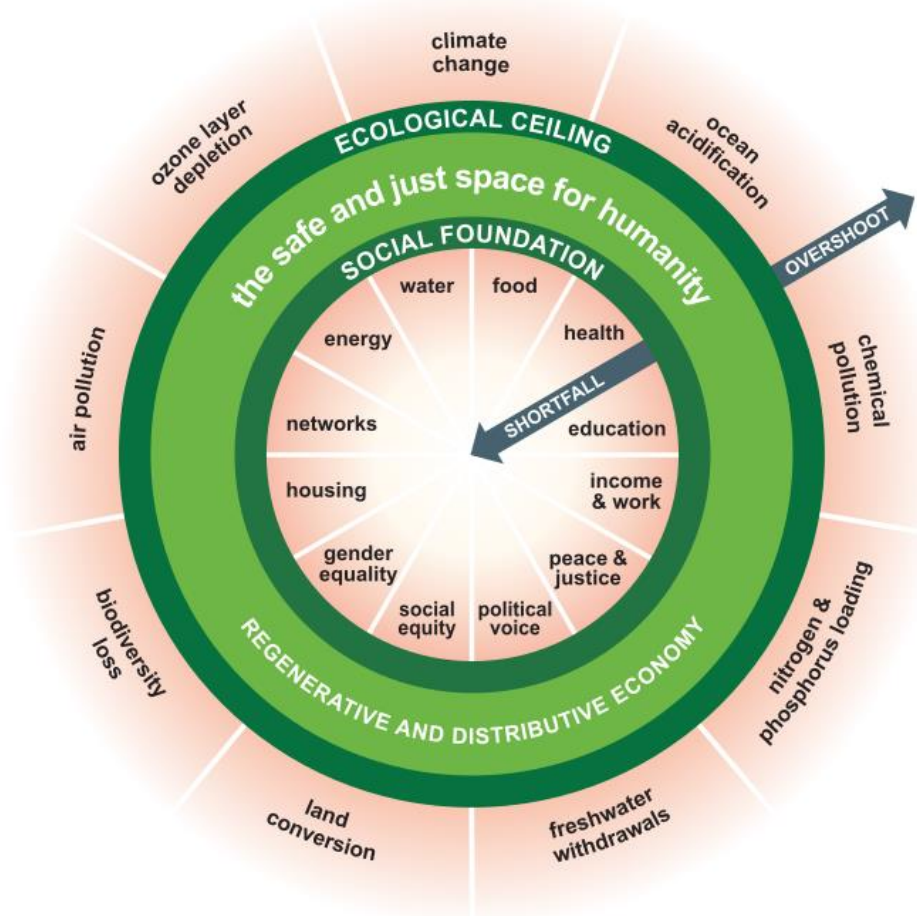 climate
change
ozone layer
depletion
ocean
acidification
ECOLOGICAL CEILING
the safe and just space for humanity
OVERSHOOT
SOCIAL FOUNDATION
water
food
energy
health
air pollution
chemical
pollution
SHORTFALL
networks
education
housing
income
& work
gender
equality
peace &
justice
social
equity
political
voice
biodiversity
loss
nitrogen &
phosphorus loading
REGENERATIVE AND DISTRIBUTIVE ECONOMY
land
conversion
freshwater
withdrawals